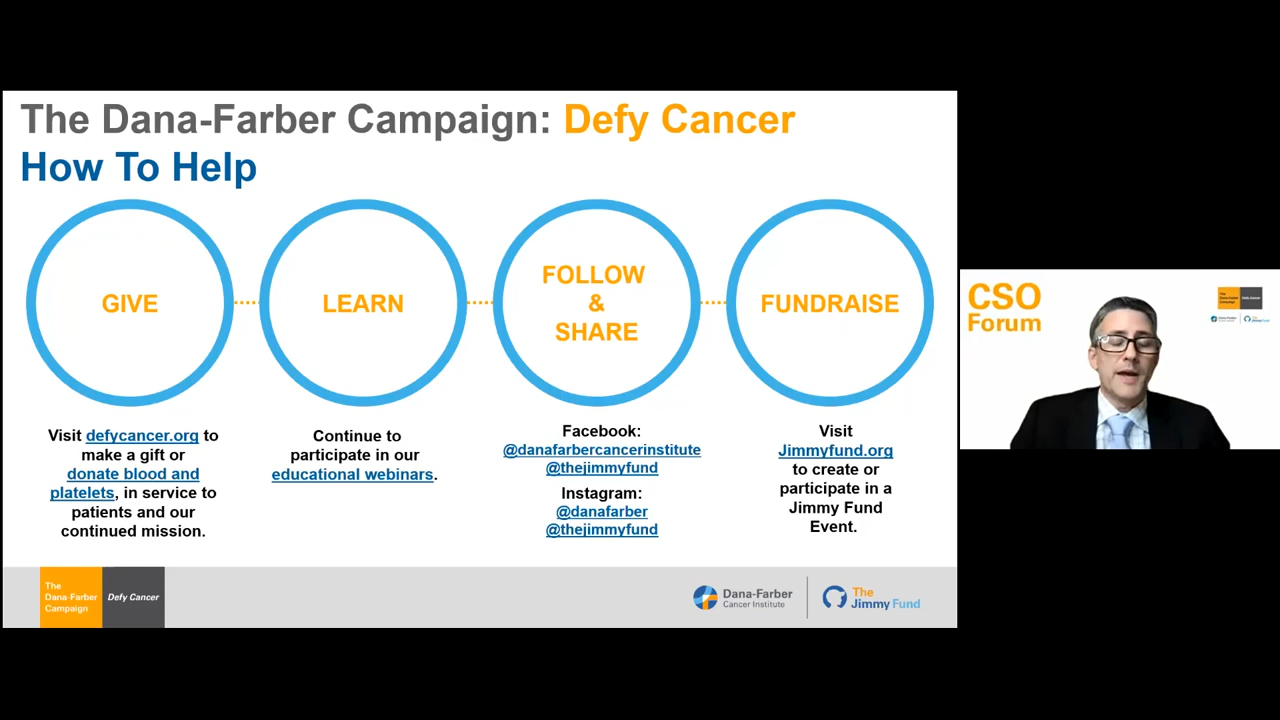 The Dana-Farber Campaign: Defy Cancer
How To Help
GIVE
LEARN
FOLLOW
&
SHARE
FUNDRAISE
Visit defycancer.org to
make a gift or
donate blood and
platelets, in service to
patients and our
continued mission.
Continue to
participate in our
educational webinars.
Facebook:
@danafarbercancerinstitute
@thejimmyfund
Instagram:
@danafarber
@thejimmyfund
Visit
Jimmyfund.org
to create or
participate in a
Jimmy Fund
Event.
The
Dana-Farber
Campaign
Defy Cancer
Dana-Farber
Cancer Institute
The
Jimmy Fund
CSO
Forum